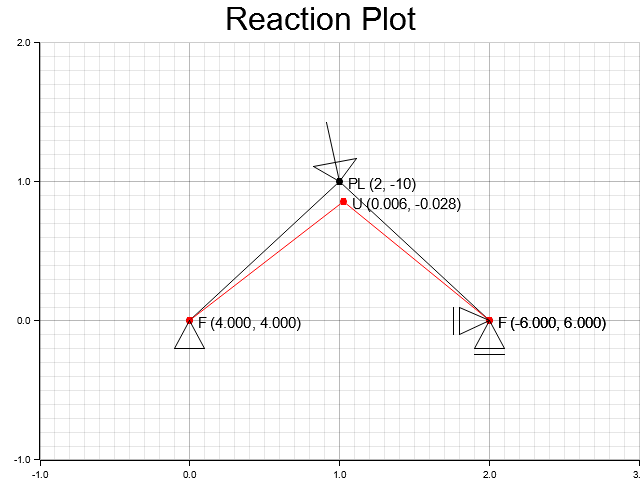 Reaction Plot
2.0
PL (2, -10)
1.0
U (0.006, -0.028)
0.0
F (4.000, 4.000)
F (-6.000, 6.000)
-1.0
-1.0 0.0 1.0 2.0 3.